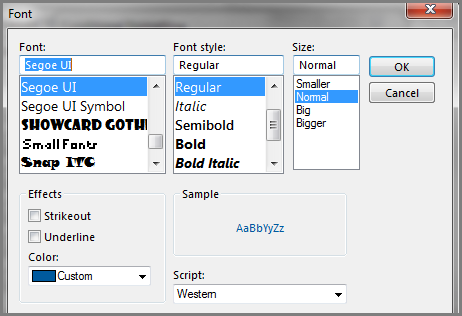 Font
Font:
Segoe UI
Segoe UI
Segoe UI Symbol
SHOWCARD GOTHI
Small Fonts
Snap ITC
Font style:
Regular
Regular
Italic
Semibold
Bold
Bold Italic
Size:
Normal
Smaller
Normal
Big
Bigger
OK
Cancel
Effects
Strikeout
Underline
Color:
Custom
Sample
AaBbYyZz
Script:
Western